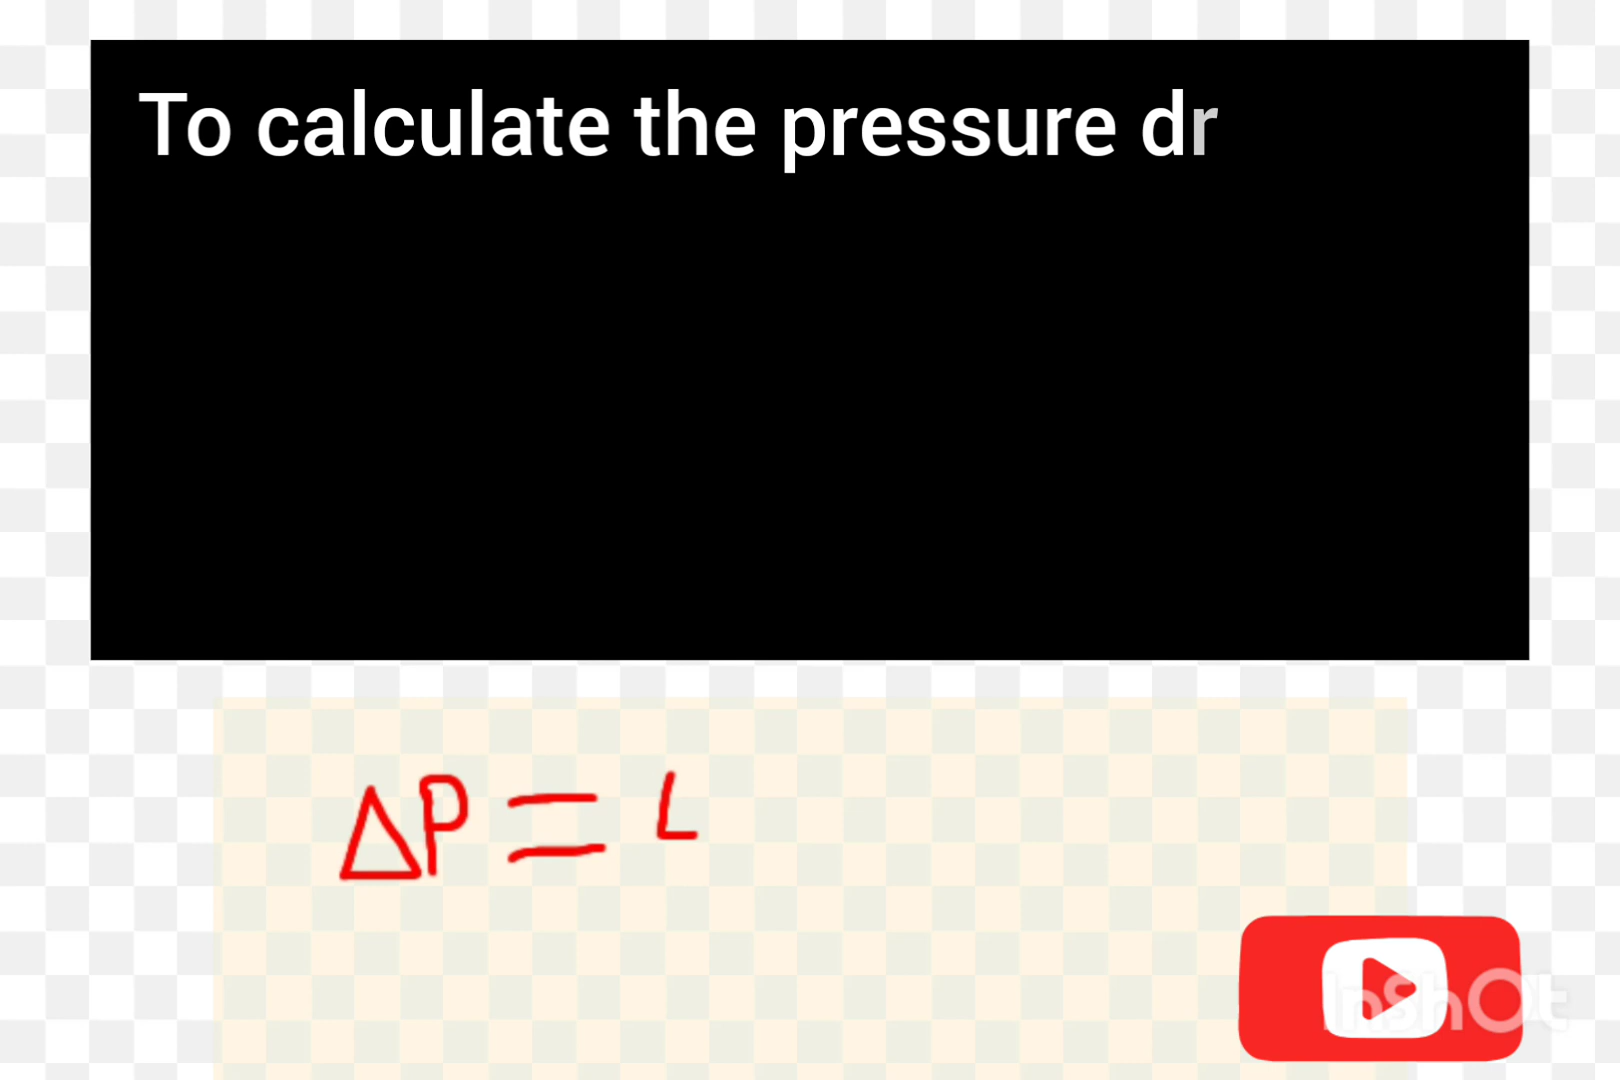 To calculate the pressure dr
ΔP = L
InShOt